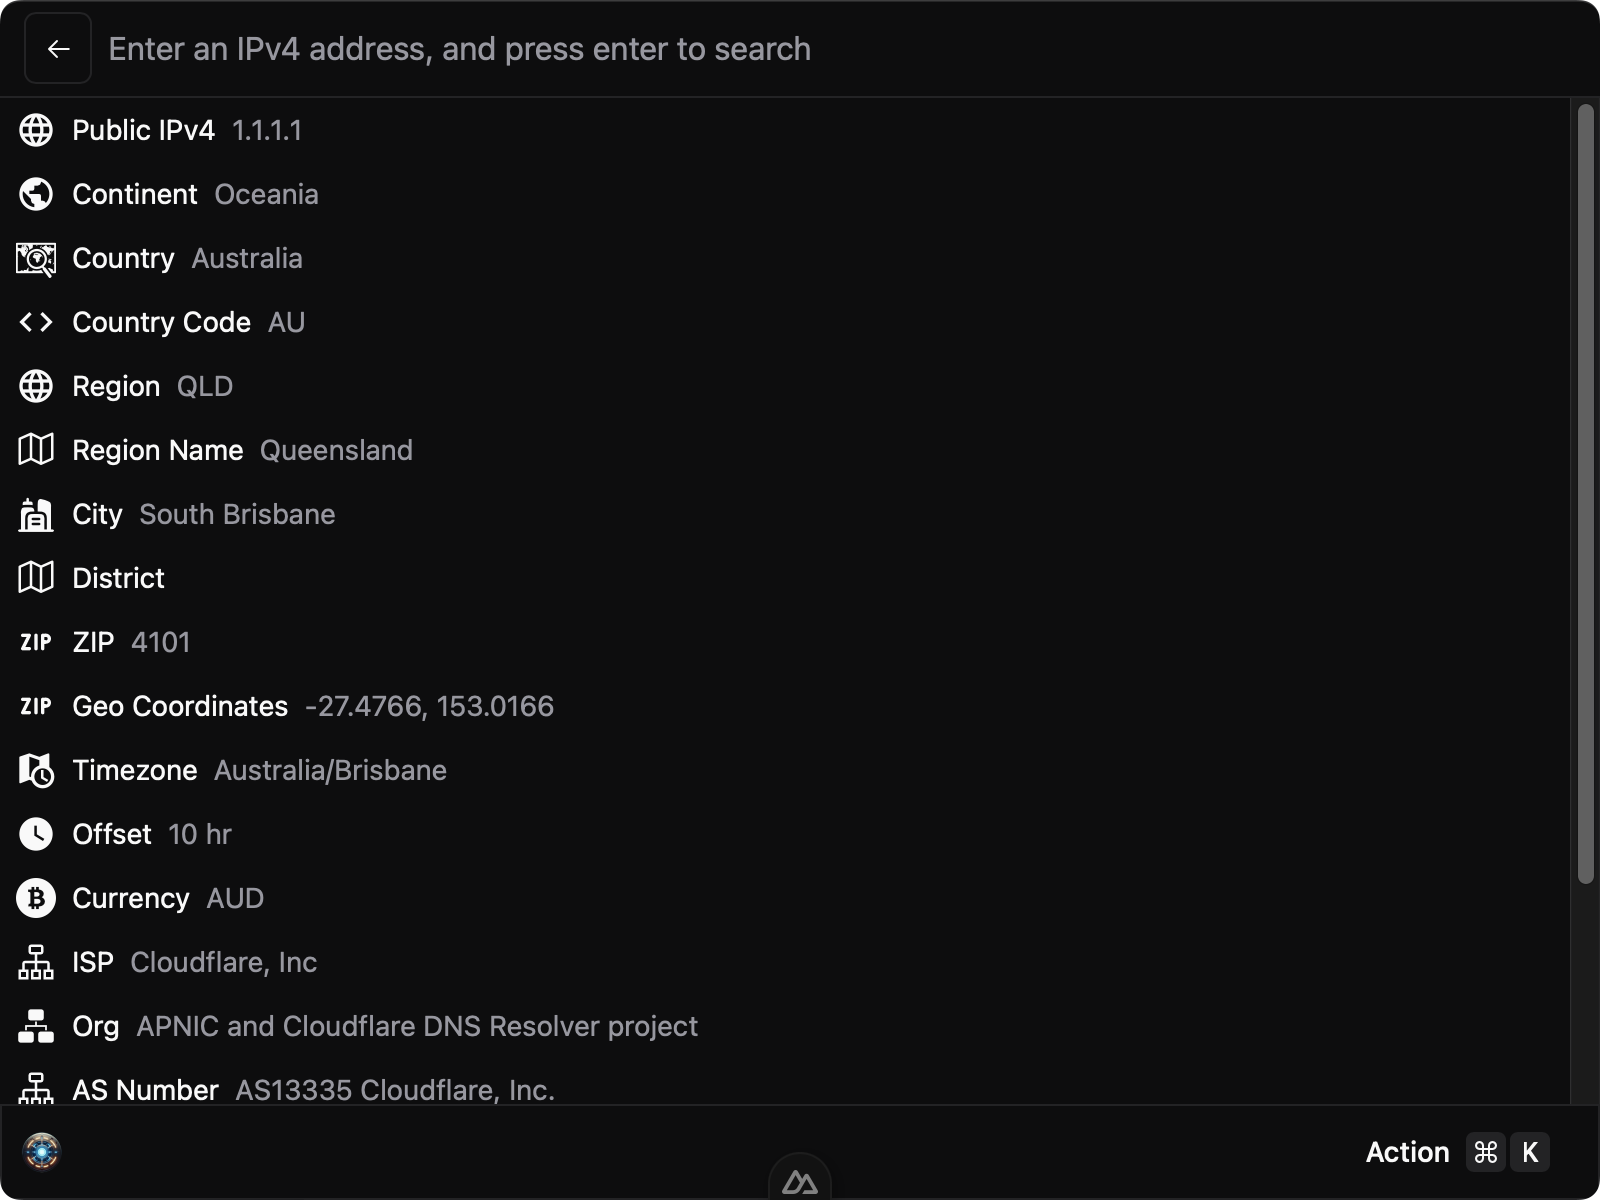 Enter an IPv4 address, and press enter to search
Public IPv4 1.1.1.1
Continent Oceania
Country Australia
Country Code AU
Region QLD
Region Name Queensland
City South Brisbane
District
ZIP ZIP 4101
ZIP Geo Coordinates -27.4766, 153.0166
Timezone Australia/Brisbane
Offset 10 hr
Currency AUD
ISP Cloudflare, Inc
Org APNIC and Cloudflare DNS Resolver project
AS Number AS13335 Cloudflare, Inc.
Action ⌘ K